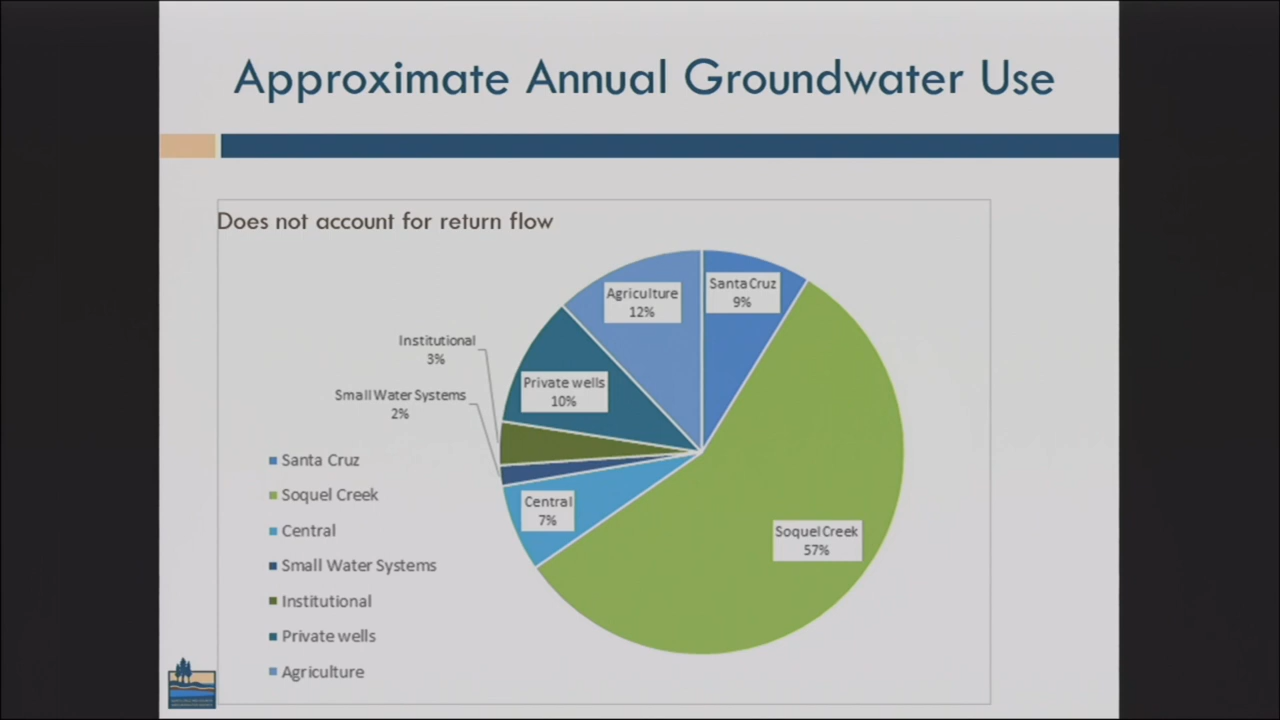 Approximate Annual Groundwater Use
Does not account for return flow
Agriculture
12%
Santa Cruz
9%
Institutional
3%
Private wells
10%
Small Water Systems
2%
Central
7%
Soquel Creek
57%
Santa Cruz
Soquel Creek
Central
Small Water Systems
Institutional
Private wells
Agriculture